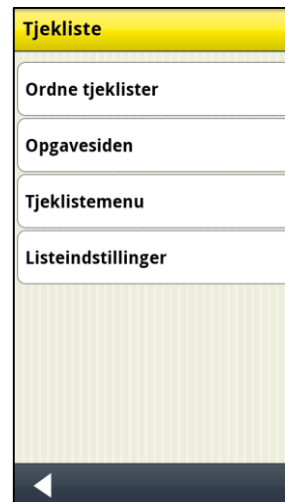 Tjekliste
Ordne tjeklister
Opgavesiden
Tjeklistemenu
Listeindstillinger